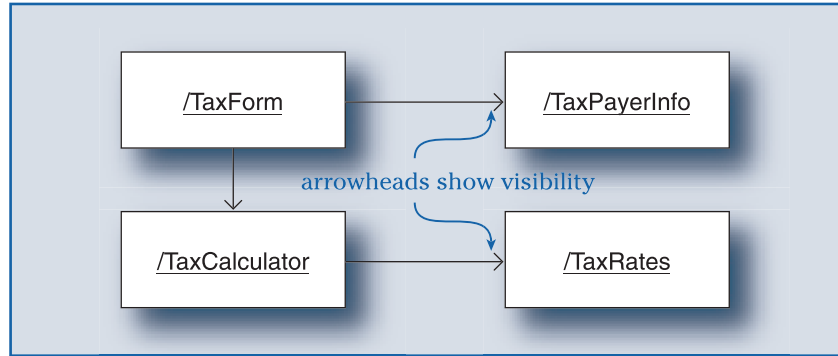 /TaxForm
/TaxPayerInfo
arrowheads show visibility
/TaxCalculator
/TaxRates